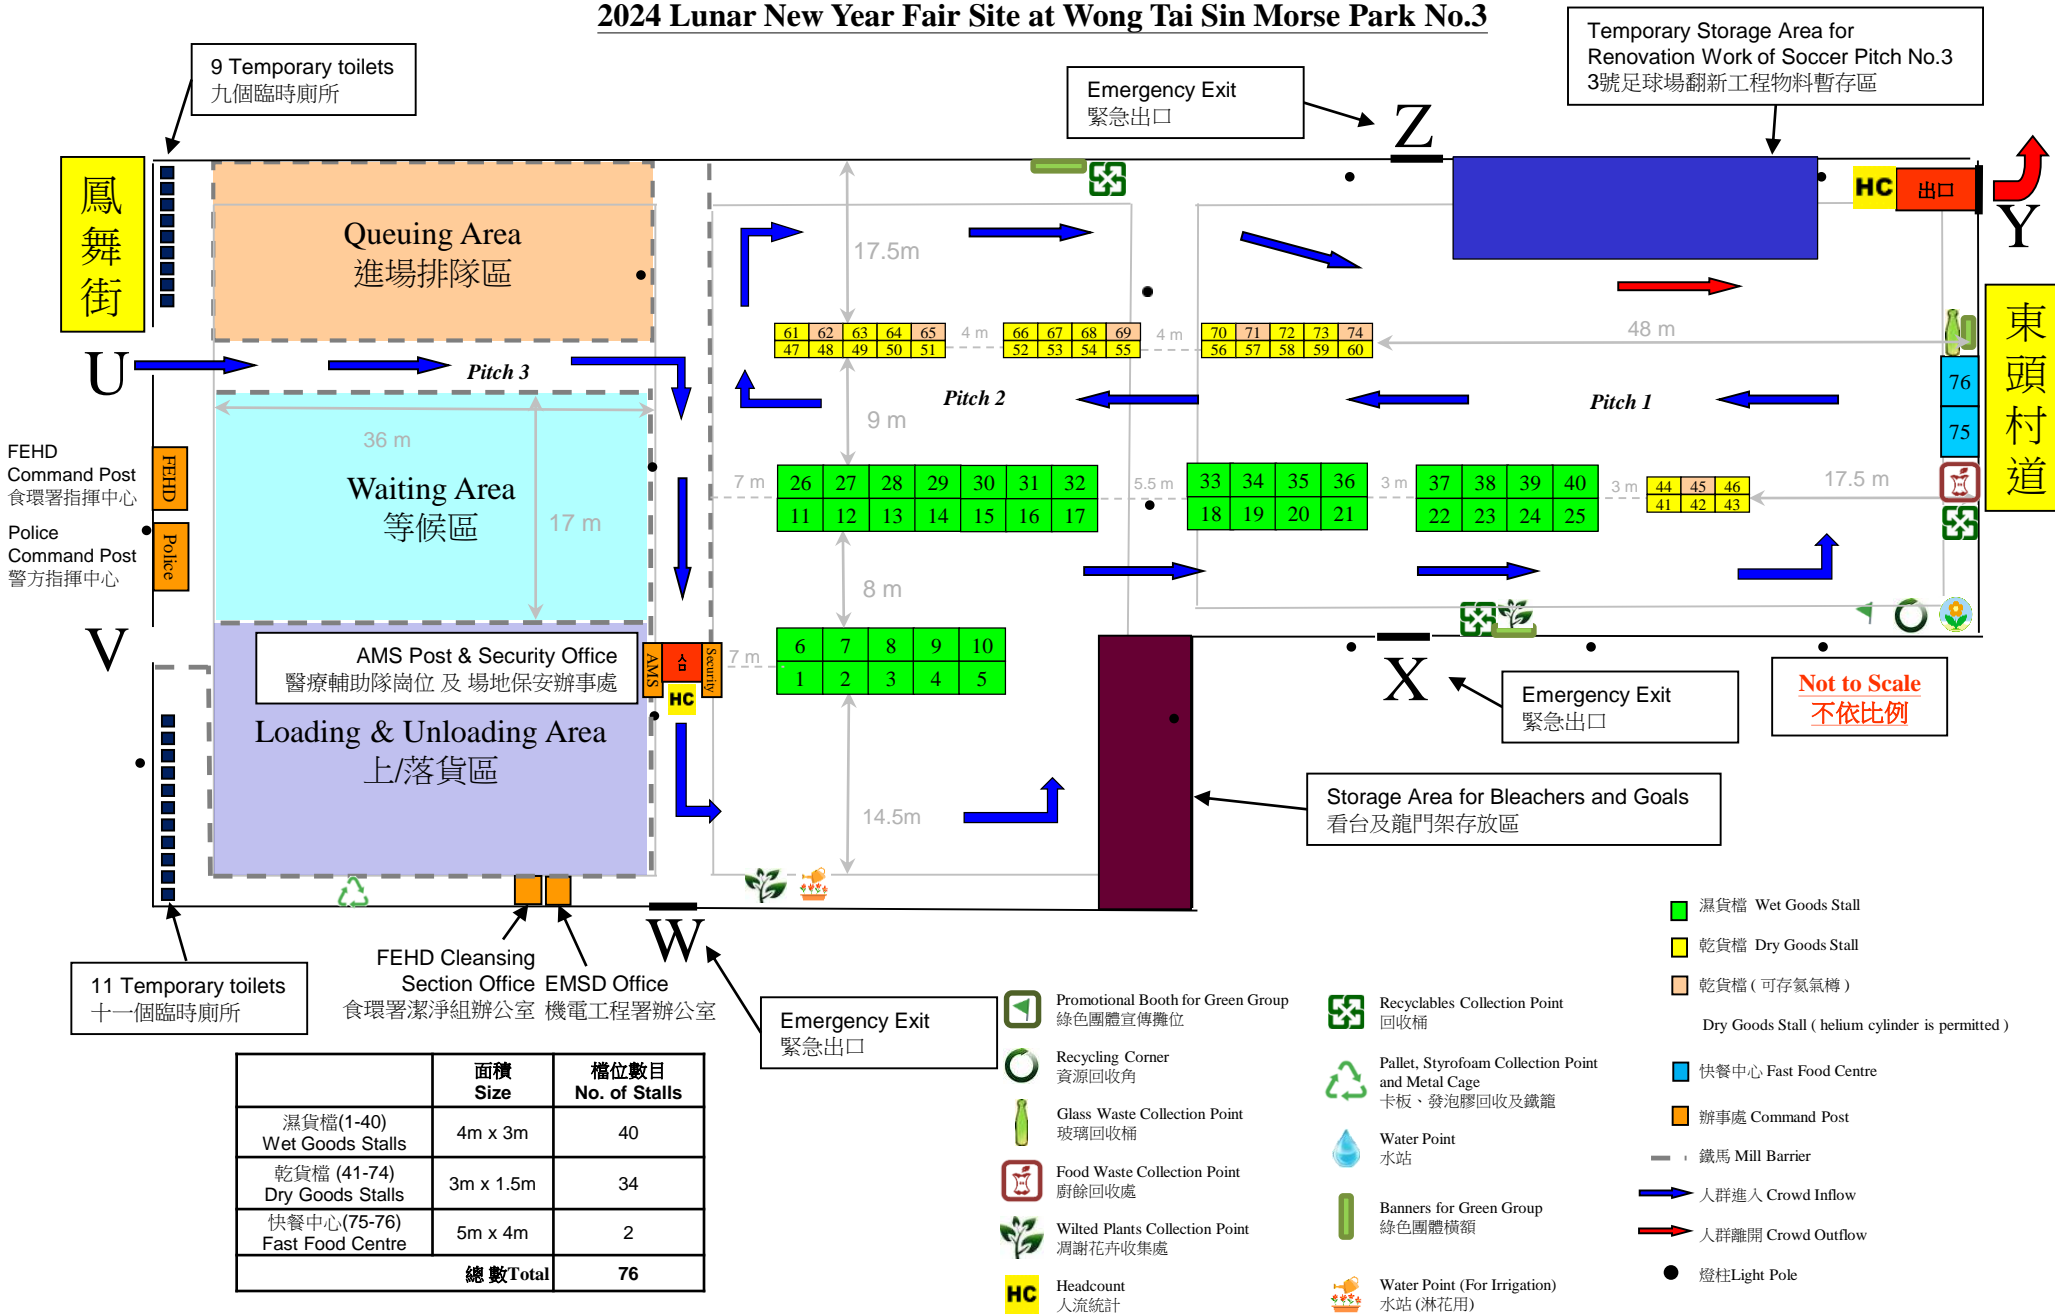 2024 Lunar New Year Fair Site at Wong Tai Sin Morse Park No.3
9 Temporary toilets
九個臨時廁所
Emergency Exit
緊急出口
Temporary Storage Area for
Renovation Work of Soccer Pitch No.3
3號足球場翻新工程物料暫存區
Z
鳳舞街
Queuing Area
進場排隊區
17.5m
HC
出口
Y
61 62 63 64 65
47 48 49 50 51
4 m
66 67 68 69
52 53 54 55
4 m
70 71 72 73 74
56 57 58 59 60
48 m
東頭村道
U
Pitch 3
Pitch 2
Pitch 1
76
75
36 m
9 m
FEHD
Command Post
食環署指揮中心
FEHD
Waiting Area
等候區
17 m
7 m
26 27 28 29 30 31 32
11 12 13 14 15 16 17
5.5 m
33 34 35 36
18 19 20 21
3 m
37 38 39 40
22 23 24 25
3 m
44 45 46
41 42 43
17.5 m
Police
Command Post
警方指揮中心
Police
8 m
V
AMS Post & Security Office
醫療輔助隊崗位 及 場地保安辦事處
AMS
Security
HC
7 m
6 7 8 9 10
1 2 3 4 5
X
Emergency Exit
緊急出口
Not to Scale
不依比例
Loading & Unloading Area
上/落貨區
14.5m
Storage Area for Bleachers and Goals
看台及龍門架存放區
W
11 Temporary toilets
十一個臨時廁所
FEHD Cleansing
Section Office
食環署潔淨組辦公室
EMSD Office
機電工程署辦公室
Emergency Exit
緊急出口
面積
Size
檔位數目
No. of Stalls
濕貨檔(1-40)
Wet Goods Stalls
4m x 3m
40
乾貨檔 (41-74)
Dry Goods Stalls
3m x 1.5m
34
快餐中心(75-76)
Fast Food Centre
5m x 4m
2
總 數Total
76
Promotional Booth for Green Group
綠色團體宣傳攤位
Recycling Corner
資源回收角
Glass Waste Collection Point
玻璃回收桶
Food Waste Collection Point
廚餘回收處
Wilted Plants Collection Point
凋謝花卉收集處
HC
Headcount
人流統計
Recyclables Collection Point
回收桶
Pallet, Styrofoam Collection Point
and Metal Cage
卡板、發泡膠回收及鐵籠
Water Point
水站
Banners for Green Group
綠色團體橫額
Water Point (For Irrigation)
水站 (淋花用)
濕貨檔 Wet Goods Stall
乾貨檔 Dry Goods Stall
乾貨檔 ( 可存氦氣樽 )
Dry Goods Stall ( helium cylinder is permitted )
快餐中心 Fast Food Centre
辦事處 Command Post
鐵馬 Mill Barrier
人群進入 Crowd Inflow
人群離開 Crowd Outflow
燈柱Light Pole